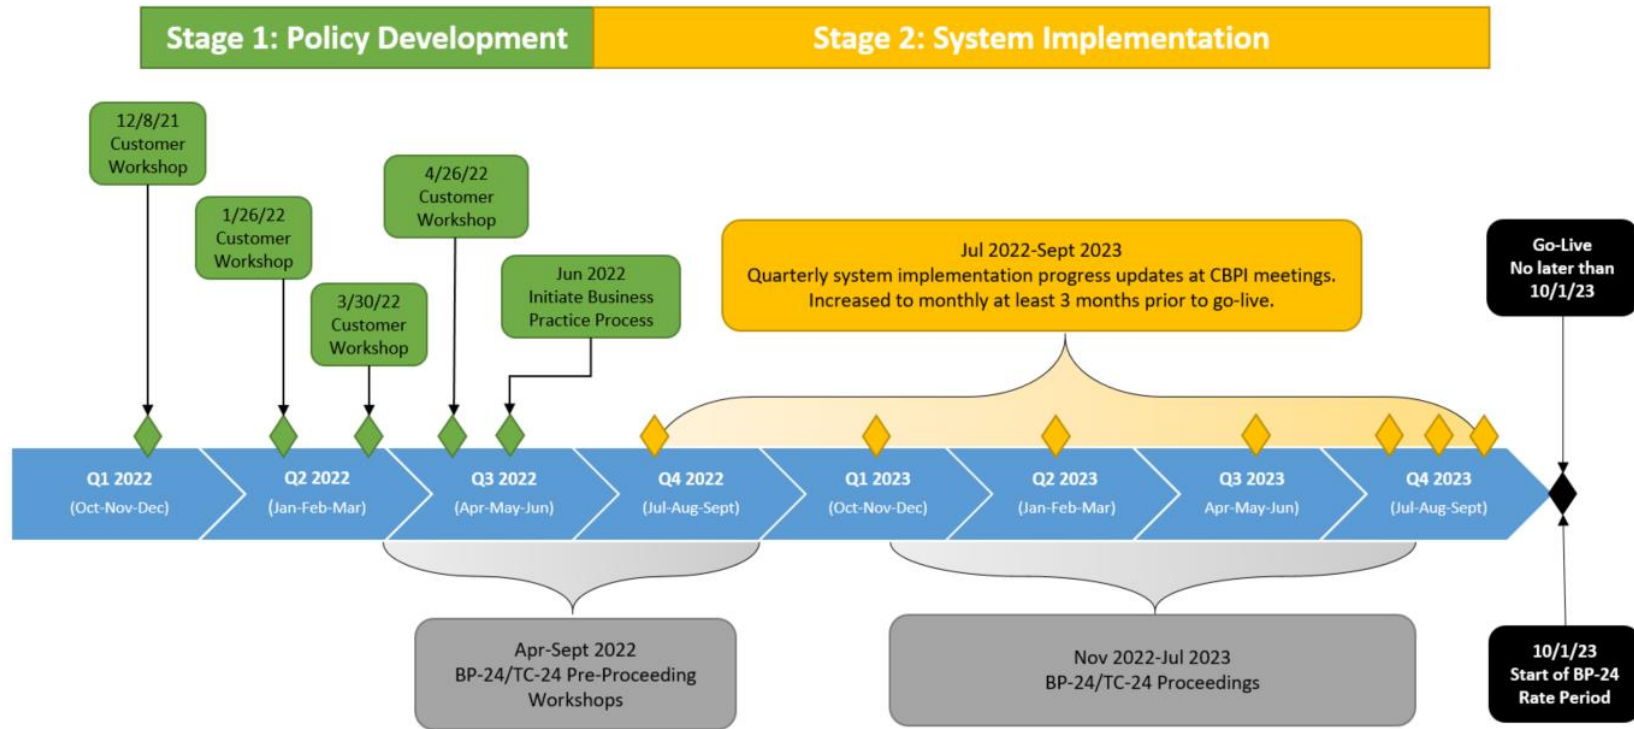 Stage 1: Policy Development
Stage 2: System Implementation
12/8/21
Customer
Workshop
1/26/22
Customer
Workshop
3/30/22
Customer
Workshop
4/26/22
Customer
Workshop
Jun 2022
Initiate Business
Practice Process
Jul 2022-Sept 2023
Quarterly system implementation progress updates at CBPI meetings.
Increased to monthly at least 3 months prior to go-live.
Go-Live
No later than
10/1/23
Q1 2022
(Oct-Nov-Dec)
Q2 2022
(Jan-Feb-Mar)
Q3 2022
(Apr-May-Jun)
Q4 2022
(Jul-Aug-Sept)
Q1 2023
(Oct-Nov-Dec)
Q2 2023
(Jan-Feb-Mar)
Q3 2023
Apr-May-Jun)
Q4 2023
(Jul-Aug-Sept)
Apr-Sept 2022
BP-24/TC-24 Pre-Proceeding
Workshops
Nov 2022-Jul 2023
BP-24/TC-24 Proceedings
10/1/23
Start of BP-24
Rate Period